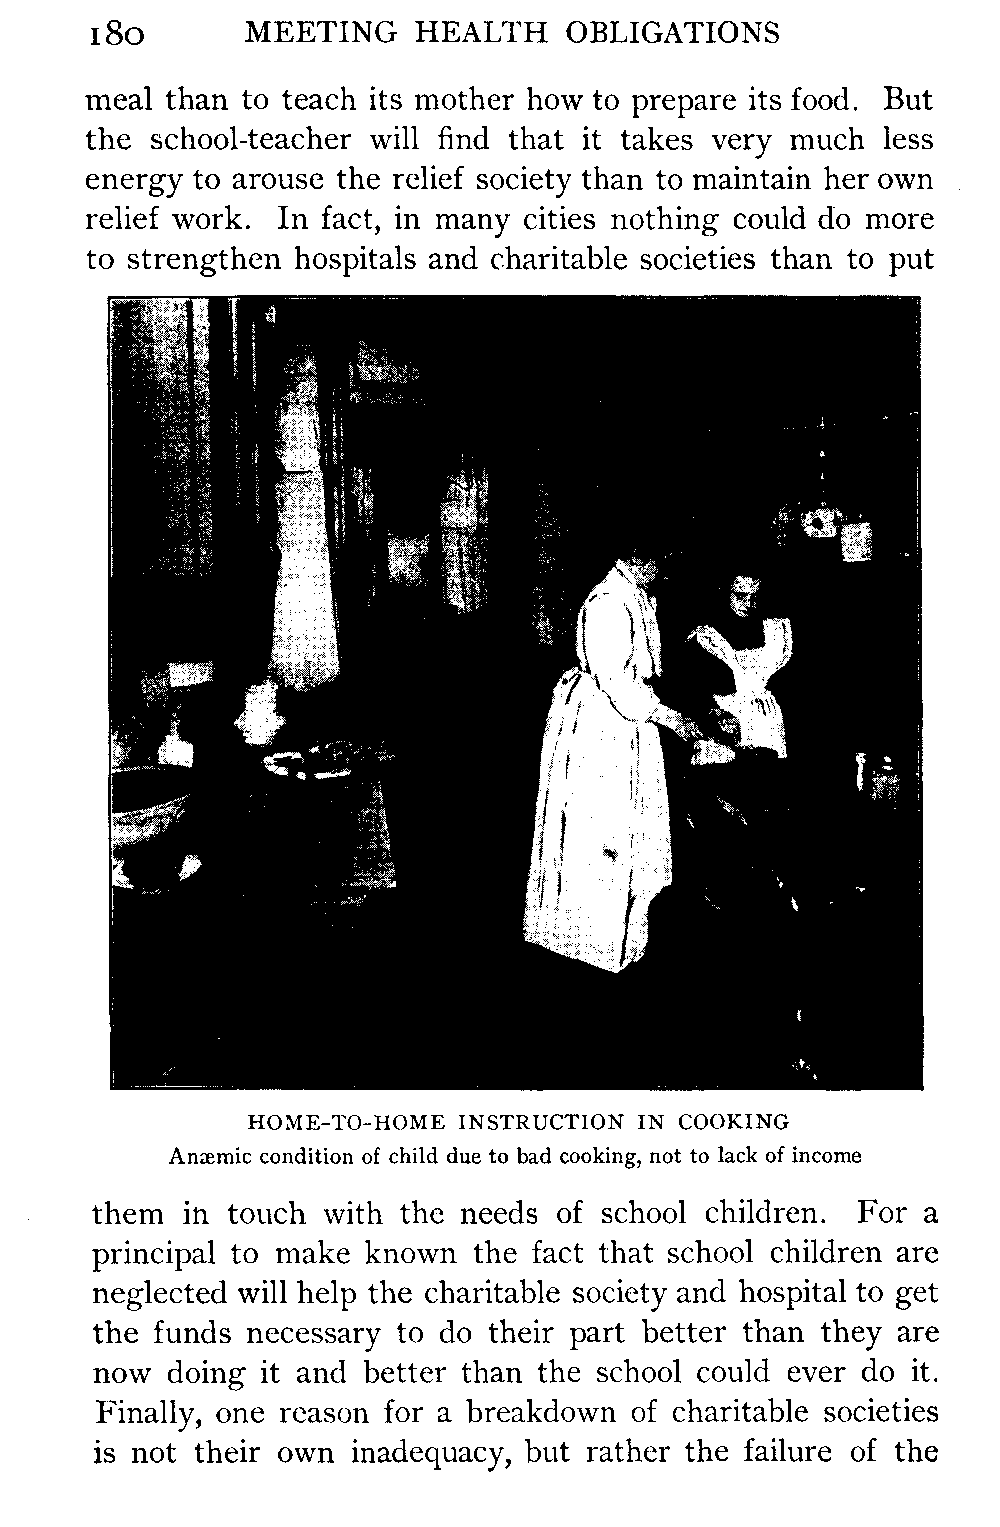 180 MEETING HEALTH OBLIGATIONS
meal than to teach its mother how to prepare its food. But
the school-teacher will find that it takes very much less
energy to arouse the relief society than to maintain her own
relief work. In fact, in many cities nothing could do more
to strengthen hospitals and charitable societies than to put
HOME-TO-HOME INSTRUCTION IN COOKING
Anæmic condition of child due to bad cooking, not to lack of income
them in touch with the needs of school children. For a
principal to make known the fact that school children are
neglected will help the charitable society and hospital to get
the funds necessary to do their part better than they are
now doing it and better than the school could ever do it.
Finally, one reason for a breakdown of charitable societies
is not their own inadequacy, but rather the failure of the